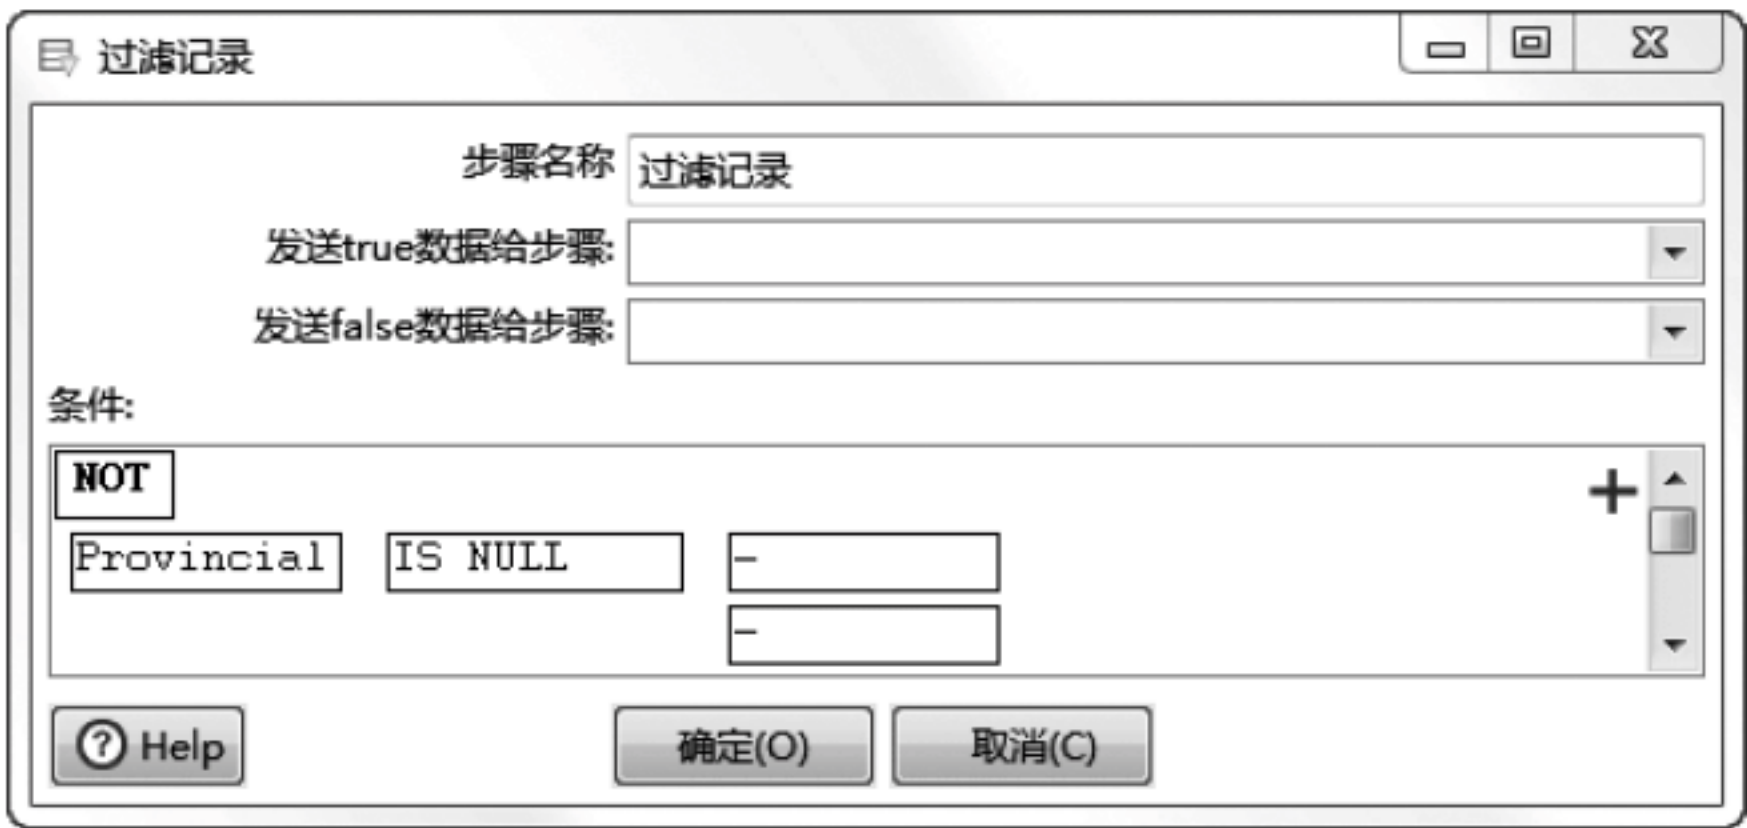 过滤记录
步骤名称 过滤记录
发送true数据给步骤:
发送false数据给步骤:
条件:
NOT
Provincial IS NULL -
-
Help 确定(O) 取消(C)